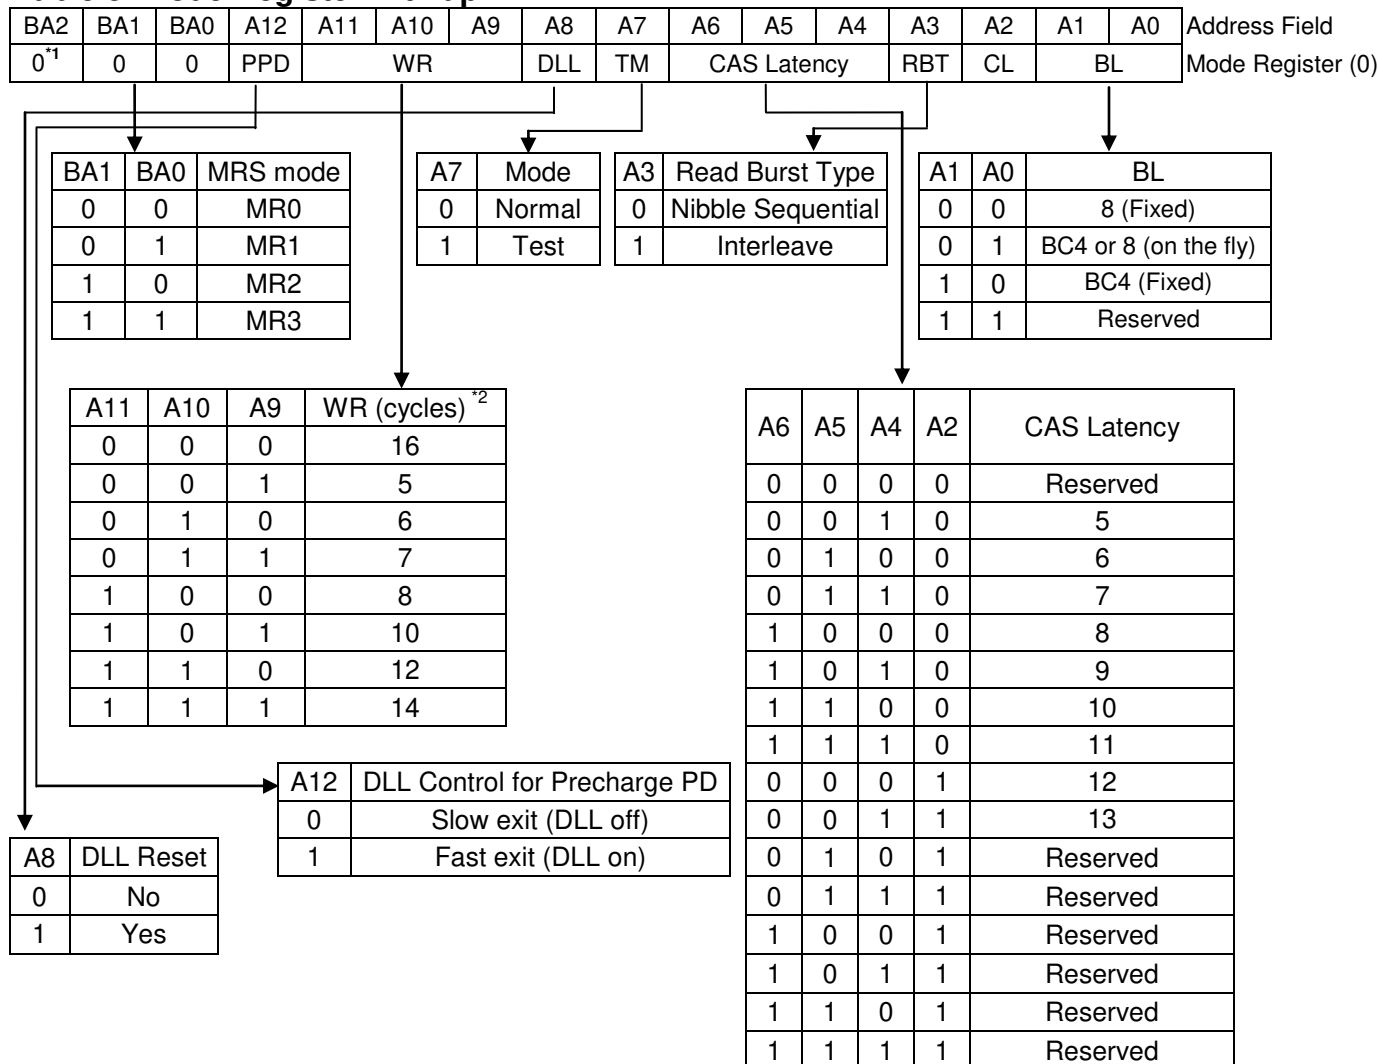 BA2 BA1 BA0 A12 A11 A10 A9 A8 A7 A6 A5 A4 A3 A2 A1 A0 Address Field
0*1 0 0 PPD WR DLL TM CAS Latency RBT CL BL Mode Register (0)
BA1 BA0 MRS mode
0 0 MR0
0 1 MR1
1 0 MR2
1 1 MR3
A7 Mode
0 Normal
1 Test
A3 Read Burst Type
0 Nibble Sequential
1 Interleave
A1 A0 BL
0 0 8 (Fixed)
0 1 BC4 or 8 (on the fly)
1 0 BC4 (Fixed)
1 1 Reserved
A11 A10 A9 WR (cycles) *2
0 0 0 16
0 0 1 5
0 1 0 6
0 1 1 7
1 0 0 8
1 0 1 10
1 1 0 12
1 1 1 14
A6 A5 A4 A2 CAS Latency
0 0 0 0 Reserved
0 0 1 0 5
0 1 0 0 6
0 1 1 0 7
1 0 0 0 8
1 0 1 0 9
1 1 0 0 10
1 1 1 0 11
0 0 0 1 12
0 0 1 1 13
0 1 0 1 Reserved
0 1 1 1 Reserved
1 0 0 1 Reserved
1 0 1 1 Reserved
1 1 0 1 Reserved
1 1 1 1 Reserved
A12 DLL Control for Precharge PD
0 Slow exit (DLL off)
1 Fast exit (DLL on)
A8 DLL Reset
0 No
1 Yes